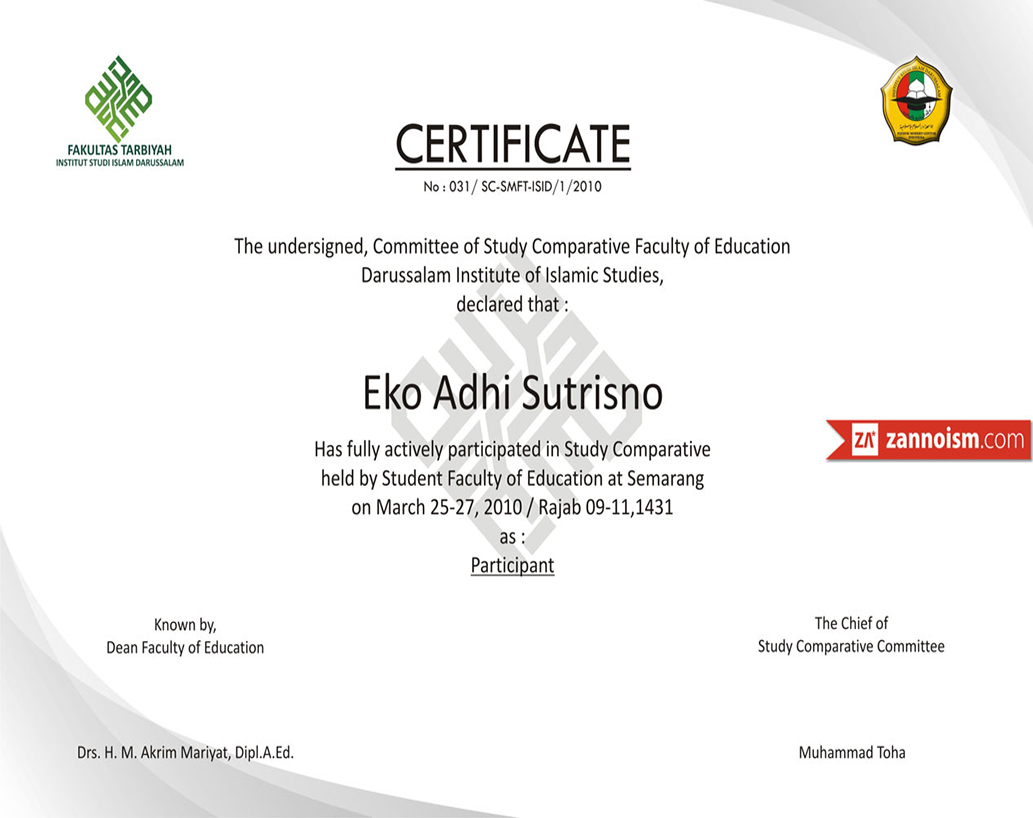 FAKULTAS TARBIYAH
INSTITUT STUDI ISLAM DARUSSALAM
CERTIFICATE
No : 031/ SC-SMFT-ISID/1/2010
The undersigned, Committee of Study Comparative Faculty of Education
Darussalam Institute of Islamic Studies,
declared that :
Eko Adhi Sutrisno
Has fully actively participated in Study Comparative
held by Student Faculty of Education at Semarang
on March 25-27, 2010 / Rajab 09-11,1431
as :
Participant
ZA zannoism.com
Known by,
Dean Faculty of Education
The Chief of
Study Comparative Committee
Drs. H. M. Akrim Mariyat, Dipl.A.Ed.
Muhammad Toha